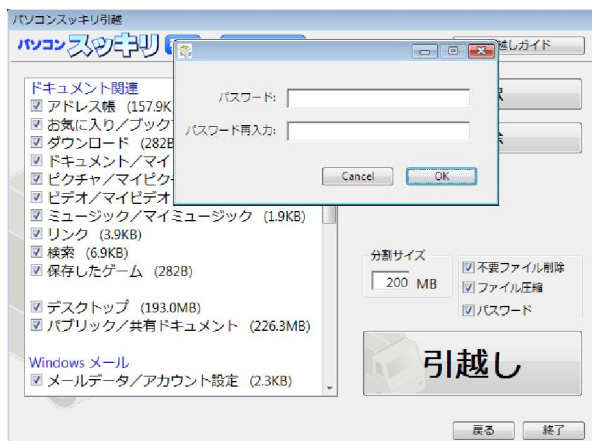 パソコンスッキリ引越
パソコンスッキリ
越しガイド
ドキュメント関連
アドレス帳 (157.9K
お気に入り／ブック
ダウンロード (282B
ドキュメント／マイ
ピクチャ／マイピク
ビデオ／マイビデオ
ミュージック／マイミュージック (1.9KB)
リンク (3.9KB)
検索 (6.9KB)
保存したゲーム (282B)
デスクトップ (193.0MB)
パブリック／共有ドキュメント (226.3MB)
Windows メール
メールデータ／アカウント設定 (2.3KB)
パスワード:
パスワード再入力:
Cancel
OK
分割サイズ
200 MB
不要ファイル削除
ファイル圧縮
パスワード
引越し
戻る
終了